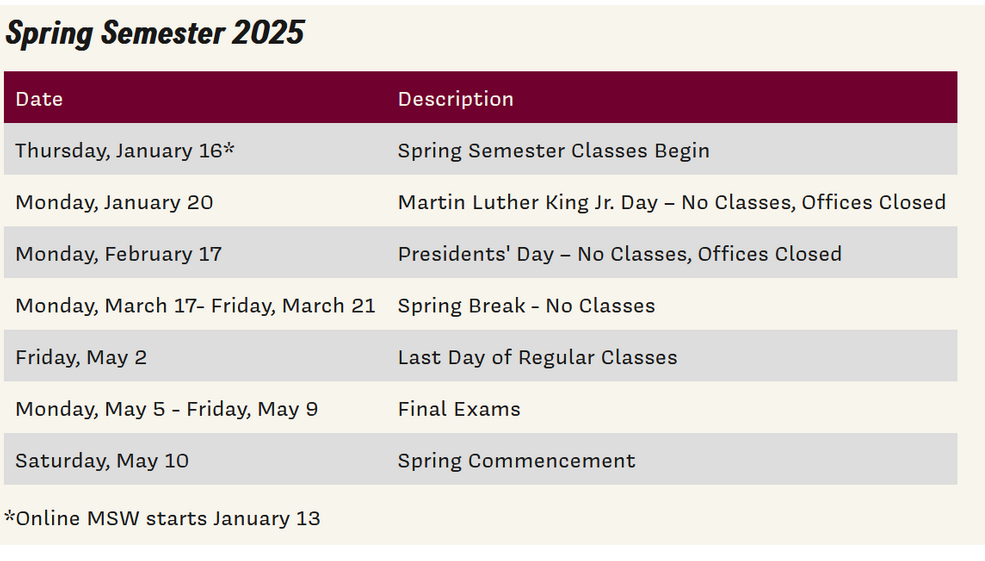 Spring Semester 2025
Date Description
Thursday, January 16* Spring Semester Classes Begin
Monday, January 20 Martin Luther King Jr. Day – No Classes, Offices Closed
Monday, February 17 Presidents' Day – No Classes, Offices Closed
Monday, March 17- Friday, March 21 Spring Break - No Classes
Friday, May 2 Last Day of Regular Classes
Monday, May 5 - Friday, May 9 Final Exams
Saturday, May 10 Spring Commencement
*Online MSW starts January 13